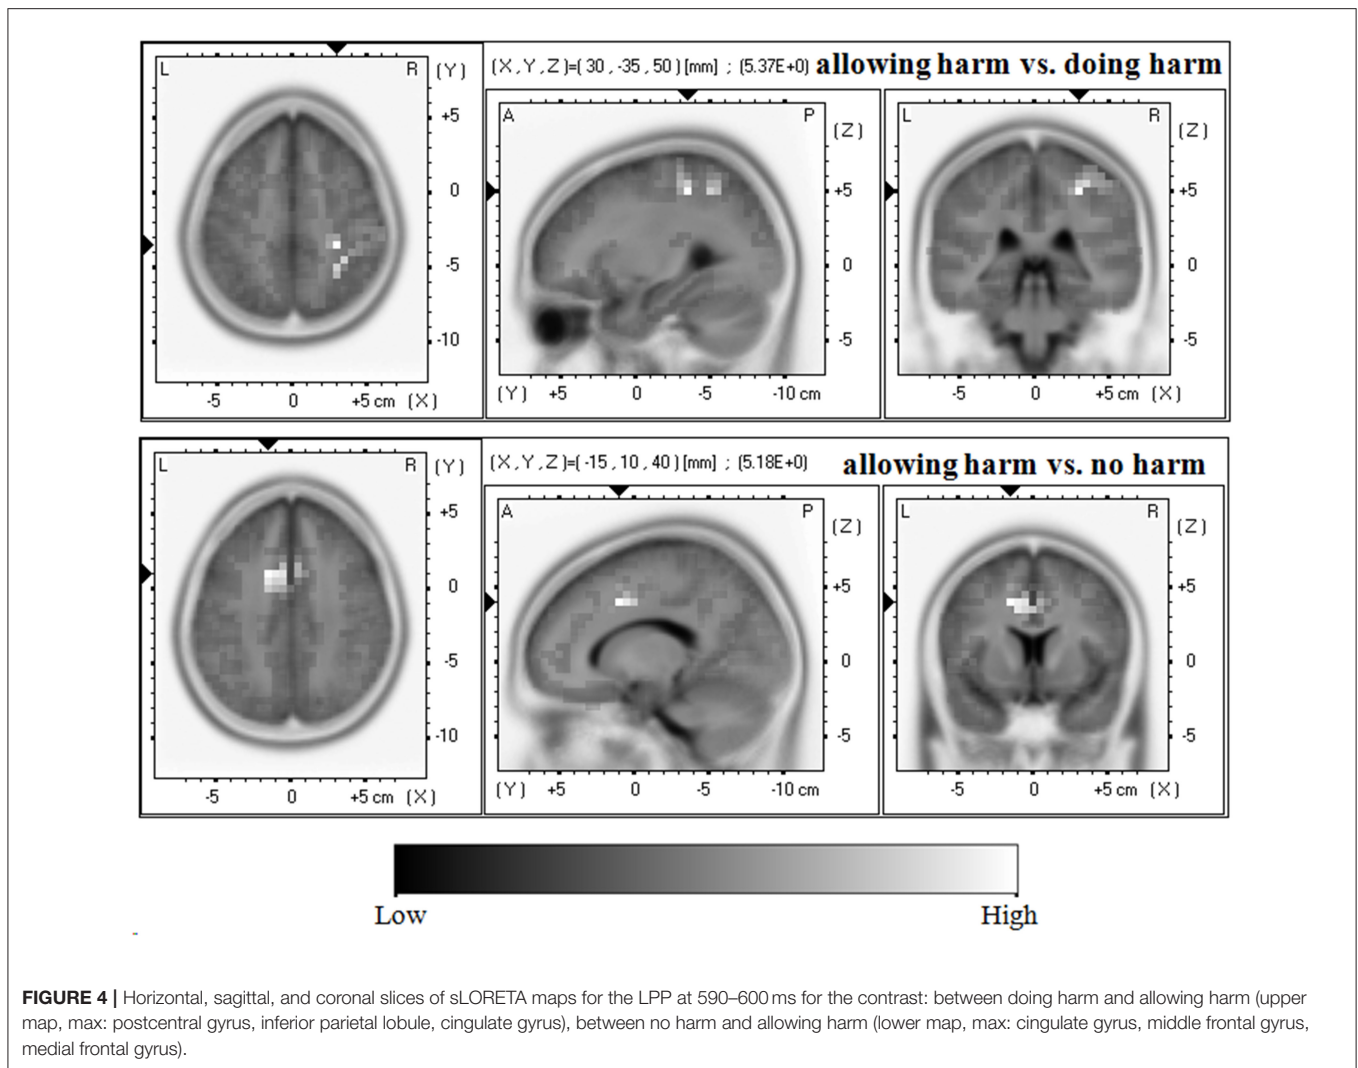 L R (Y)
(X, Y, Z)=( 30 , -35 , 50 ) [mm] ; (5.37E+0) allowing harm vs. doing harm
+5
0
-5
-10
-5 0 +5 cm (X)
A P (Z)
+5
0
-5
(Y) +5 0 -5 -10 cm
L R (Z)
+5
0
-5
-5 0 +5 cm (X)
L R (Y)
(X, Y, Z)=( -15 , 10 , 40 ) [mm] ; (5.18E+0) allowing harm vs. no harm
+5
0
-5
-10
-5 0 +5 cm (X)
A P (Z)
+5
0
-5
(Y) +5 0 -5 -10 cm
L R (Z)
+5
0
-5
-5 0 +5 cm (X)
Low High
FIGURE 4 | Horizontal, sagittal, and coronal slices of sLORETA maps for the LPP at 590–600 ms for the contrast: between doing harm and allowing harm (upper
map, max: postcentral gyrus, inferior parietal lobule, cingulate gyrus), between no harm and allowing harm (lower map, max: cingulate gyrus, middle frontal gyrus,
medial frontal gyrus).